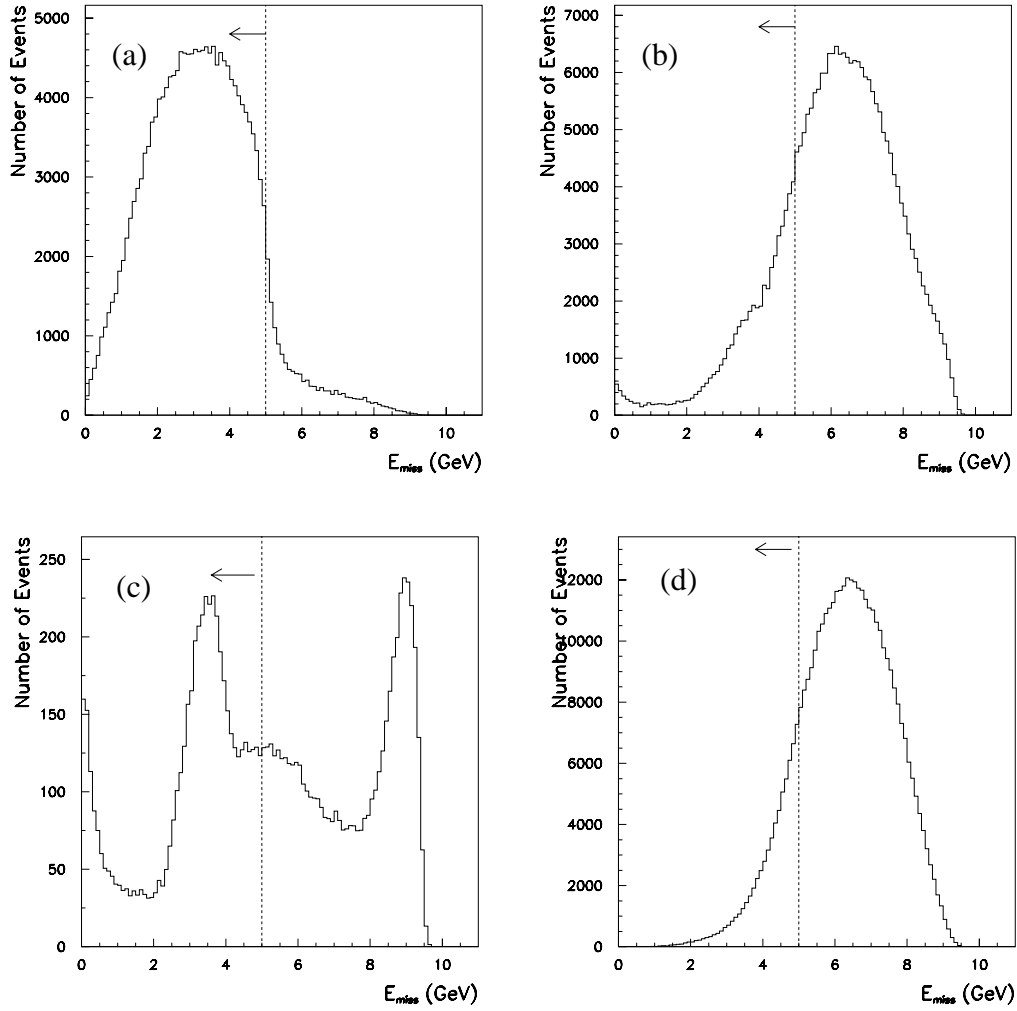 Number of Events
(a)
5000
4000
3000
2000
1000
0
0 2 4 6 8 10
E_miss (GeV)
Number of Events
(b)
7000
6000
5000
4000
3000
2000
1000
0
0 2 4 6 8 10
E_miss (GeV)
Number of Events
(c)
250
200
150
100
50
0
0 2 4 6 8 10
E_miss (GeV)
Number of Events
(d)
12000
10000
8000
6000
4000
2000
0
0 2 4 6 8 10
E_miss (GeV)